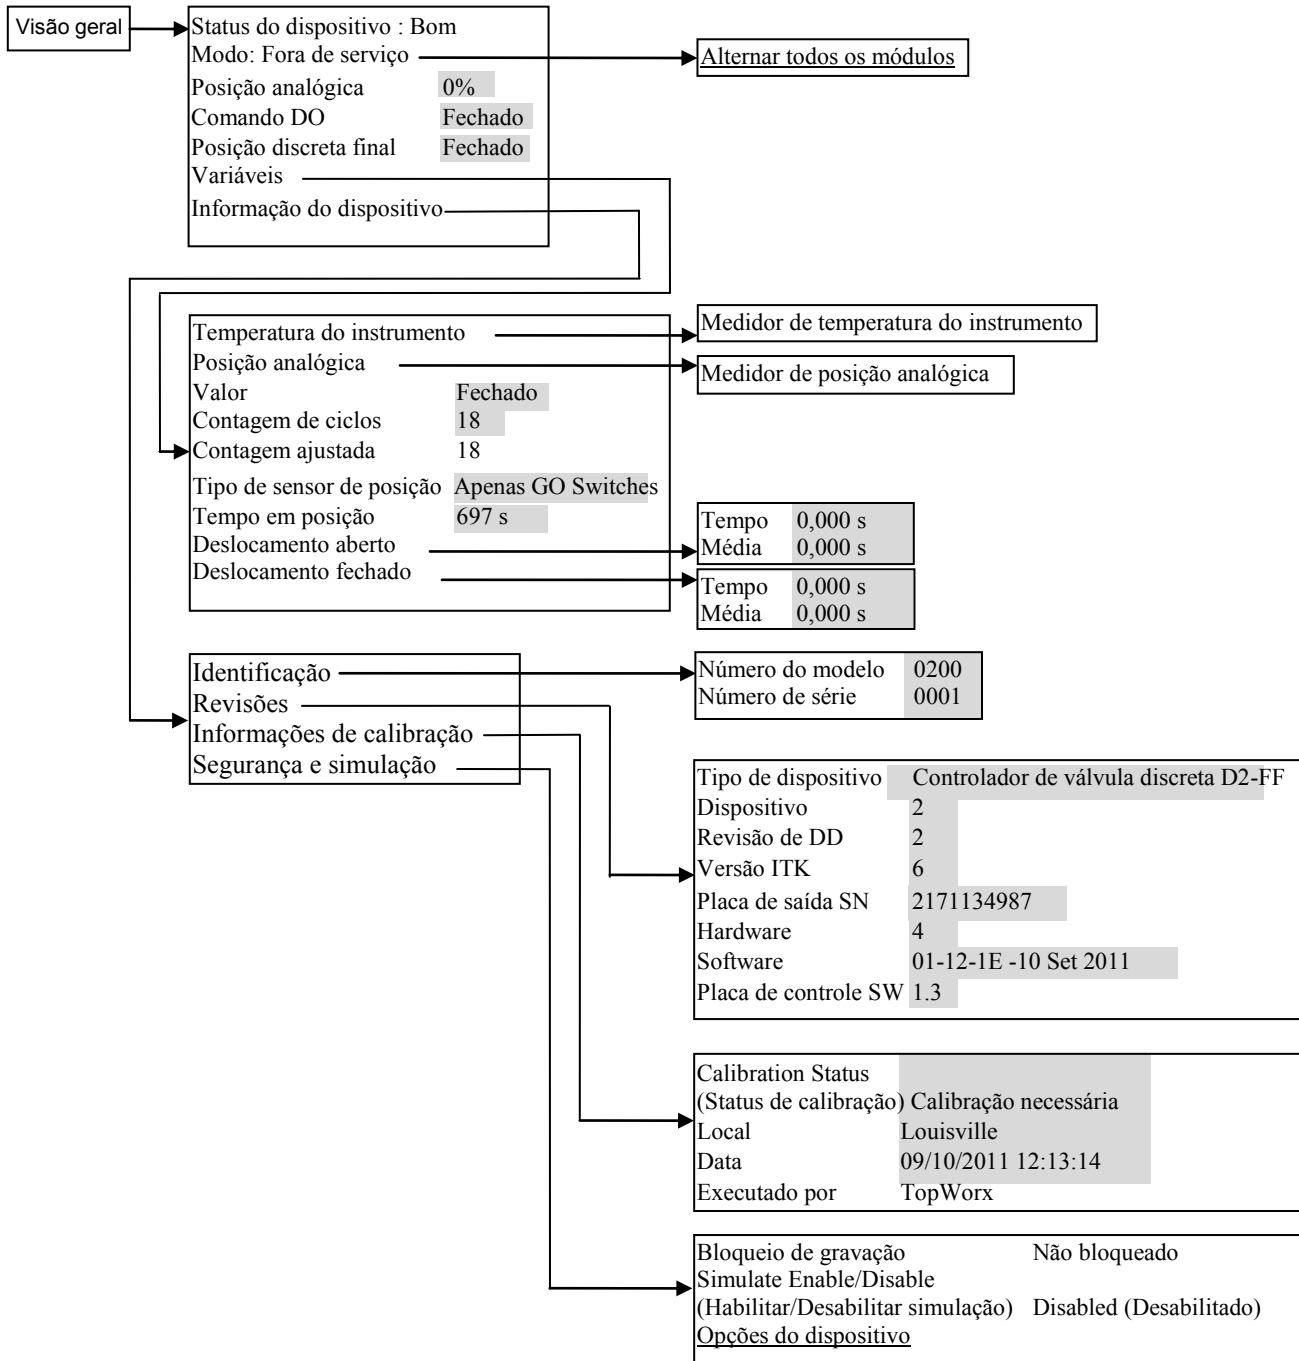 Visão geral
Status do dispositivo : Bom
Modo: Fora de serviço
Alternar todos os módulos
Posição analógica 0%
Comando DO Fechado
Posição discreta final Fechado
Variáveis
Informação do dispositivo
Temperatura do instrumento
Medidor de temperatura do instrumento
Posição analógica
Medidor de posição analógica
Valor Fechado
Contagem de ciclos 18
Contagem ajustada 18
Tipo de sensor de posição Apenas GO Switches
Tempo em posição 697 s
Deslocamento aberto
Tempo 0,000 s
Média 0,000 s
Deslocamento fechado
Tempo 0,000 s
Média 0,000 s
Identificação
Revisões
Informações de calibração
Segurança e simulação
Número do modelo 0200
Número de série 0001
Tipo de dispositivo Controlador de válvula discreta D2-FF
Dispositivo 2
Revisão de DD 2
Versão ITK 6
Placa de saída SN 2171134987
Hardware 4
Software 01-12-1E -10 Set 2011
Placa de controle SW 1.3
Calibration Status
(Status de calibração) Calibração necessária
Local Louisville
Data 09/10/2011 12:13:14
Executado por TopWorx
Bloqueio de gravação Não bloqueado
Simulate Enable/Disable
(Habilitar/Desabilitar simulação) Disabled (Desabilitado)
Opções do dispositivo